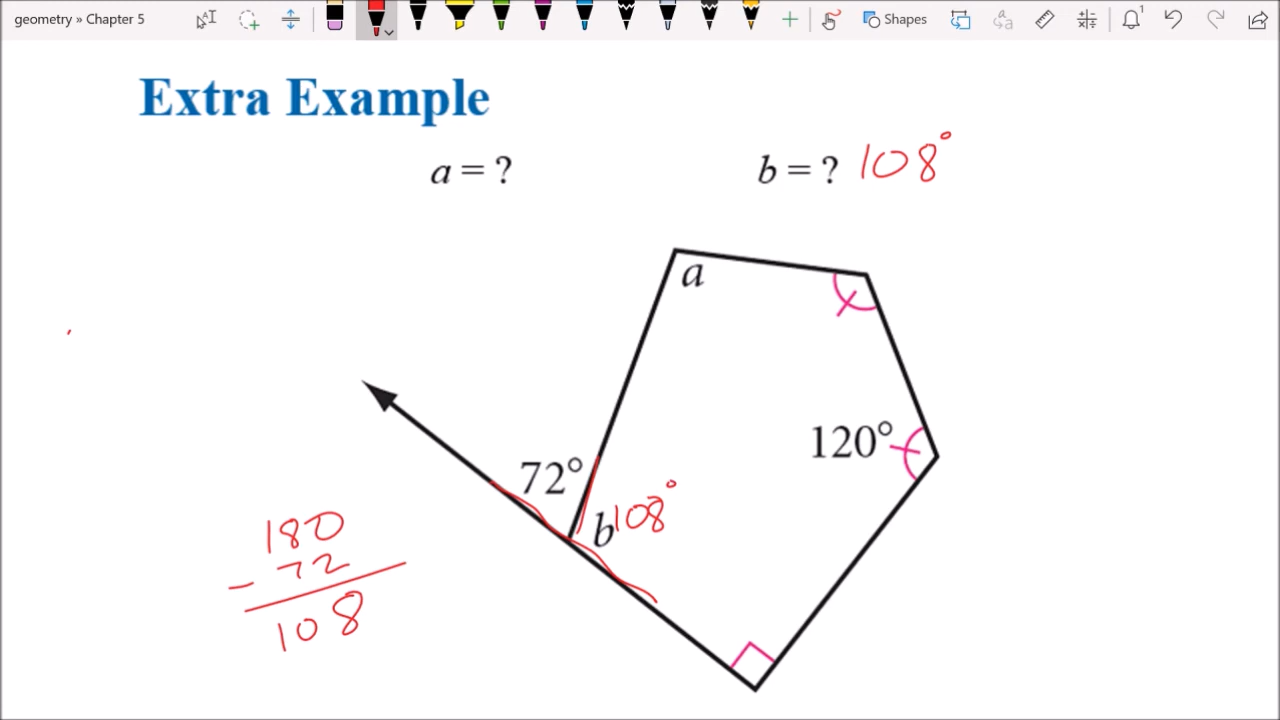 geometry » Chapter 5
Shapes
Extra Example
a = ?
b = ? 108°
a
120°
72°
b 108°
180
- 72
108